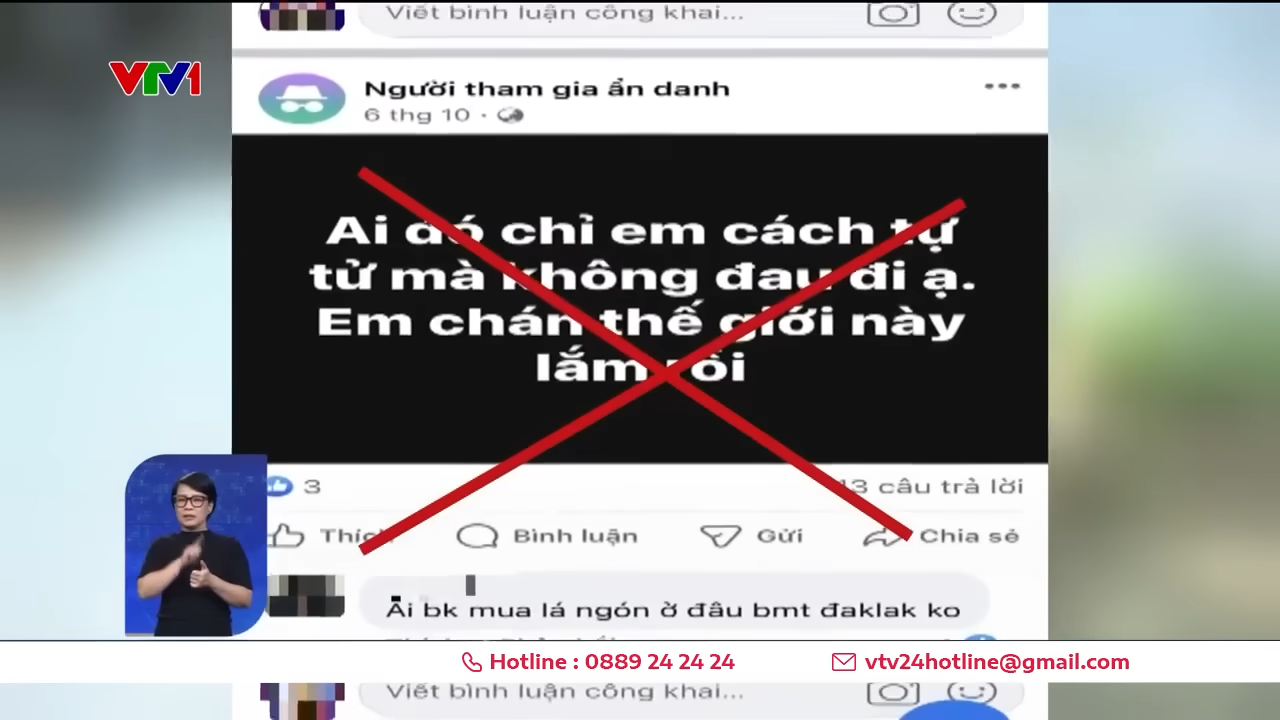 Viết bình luận công khai...
VTV1
Người tham gia ẩn danh
6 thg 10
Ai đó chỉ em cách tự
tử mà không đau đi ạ.
Em chán thế giới này
lắm rồi
3
13 câu trả lời
Thích
Bình luận
Gửi
Chia sẻ
Ai bk mua lá ngón ở đâu bmt đaklak ko
Hotline : 0889 24 24 24
vtv24hotline@gmail.com
Viết bình luận công khai...